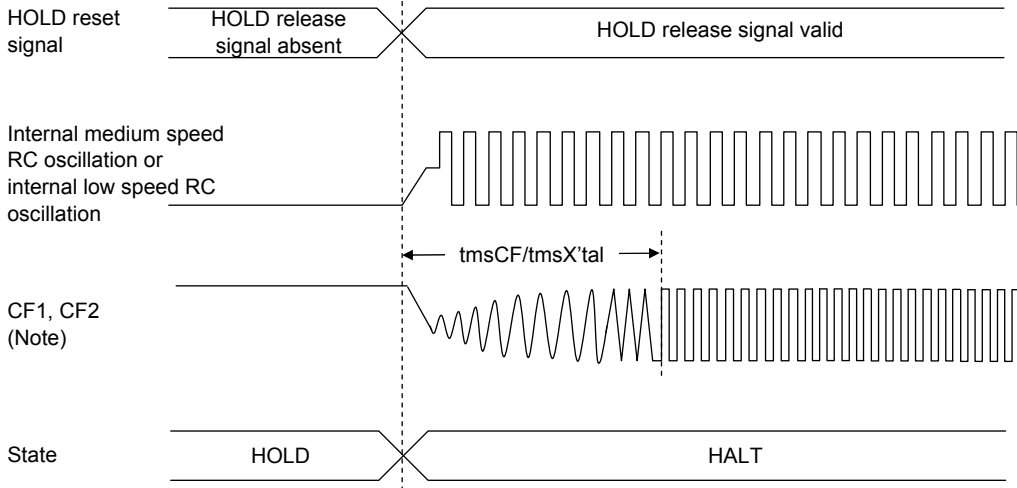 HOLD reset
signal
HOLD release
signal absent
HOLD release signal valid
Internal medium speed
RC oscillation or
internal low speed RC
oscillation
tmsCF/tmsX'tal
CF1, CF2
(Note)
State
HOLD
HALT